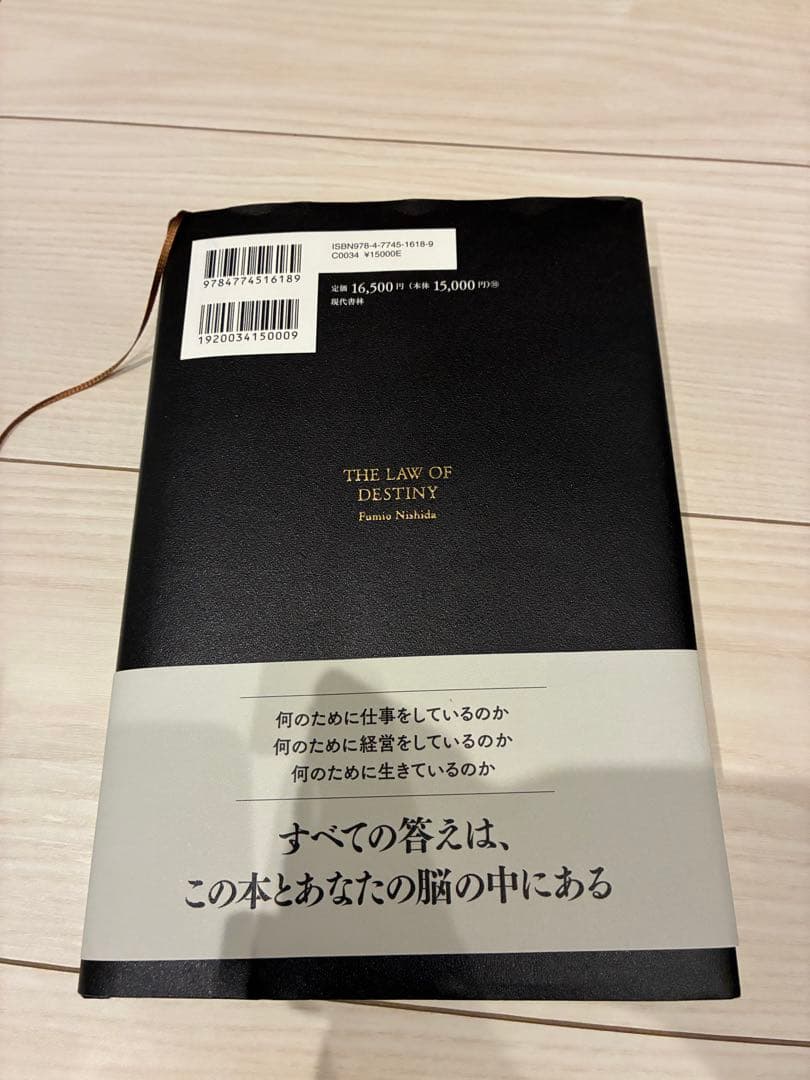 ISBN978-4-7745-1618-9
C0034 ¥15000E
9784774516189
定価 16,500円（本体 15,000円）⑩
現代書林
1920034150009
THE LAW OF
DESTINY
Fumio Nishida
何のために仕事をしているのか
何のために経営をしているのか
何のために生きているのか
すべての答えは、
この本とあなたの脳の中にある